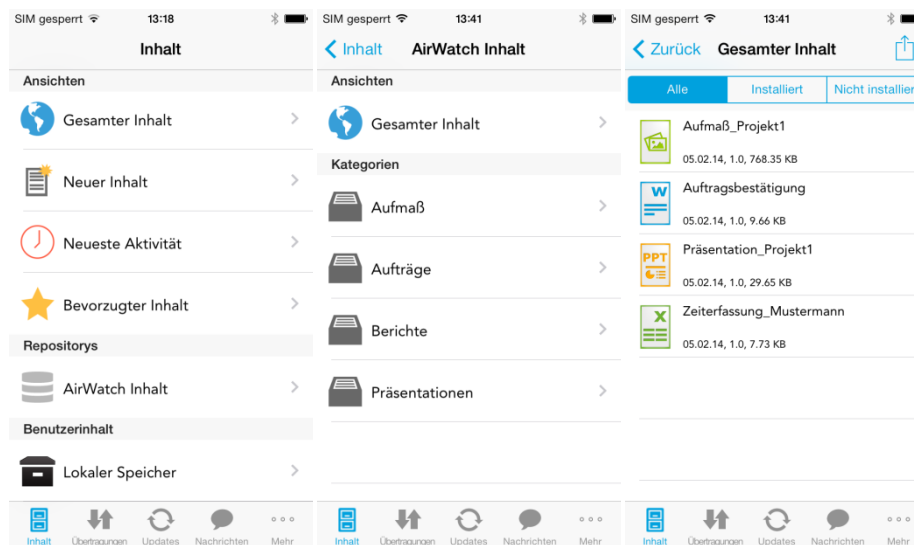 SIM gesperrt 13:18
Inhalt
Ansichten
Gesamter Inhalt
Neuer Inhalt
Neueste Aktivität
Bevorzugter Inhalt
Repositorys
AirWatch Inhalt
Benutzerinhalt
Lokaler Speicher
Inhalt Übertragungen Updates Nachrichten Mehr
SIM gesperrt 13:41
Inhalt AirWatch Inhalt
Ansichten
Gesamter Inhalt
Kategorien
Aufmaß
Aufträge
Berichte
Präsentationen
Inhalt Übertragungen Updates Nachrichten Mehr
SIM gesperrt 13:41
Zurück Gesamter Inhalt
Alle Installiert Nicht installier
Aufmaß_Projekt1
05.02.14, 1.0, 768.35 KB
W
Auftragsbestätigung
05.02.14, 1.0, 9.66 KB
PPT
Präsentation_Projekt1
05.02.14, 1.0, 29.65 KB
X
Zeiterfassung_Mustermann
05.02.14, 1.0, 7.73 KB
Inhalt Übertragungen Updates Nachrichten Mehr